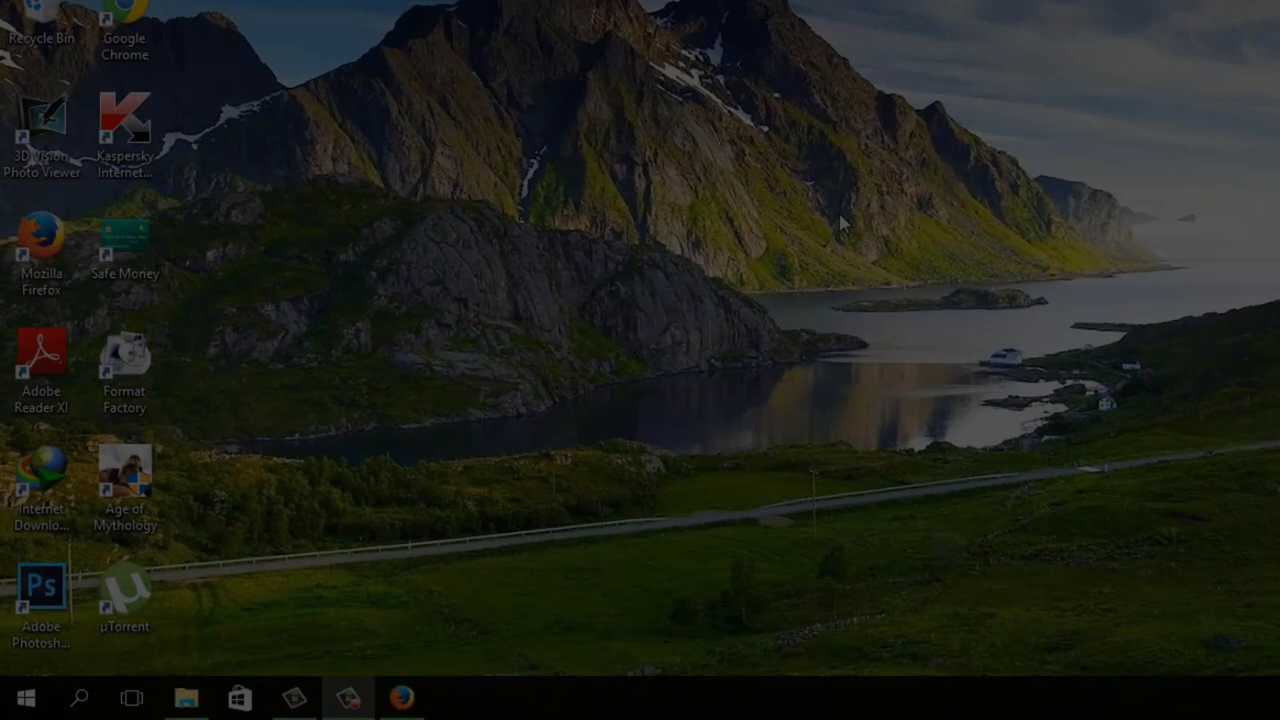 Recycle Bin
Google
Chrome
3D Vision
Photo Viewer
Kaspersky
Internet...
Mozilla
Firefox
Safe Money
Adobe
Reader XI
Format
Factory
Internet
Downlo...
Age of
Mythology
Ps
Adobe
Photosh...
µTorrent